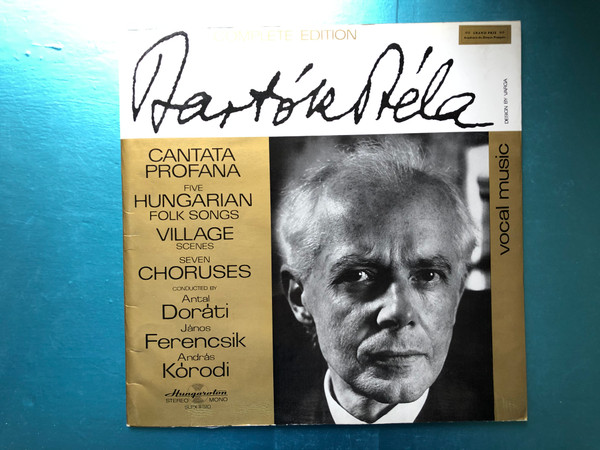 COMPLETE EDITION
Bartók Béla
DESIGN BY VARGA
CANTATA
PROFANA
FIVE
HUNGARIAN
FOLK SONGS
VILLAGE
SCENES
SEVEN
CHORUSES
CONDUCTED BY
Antal
Doráti
János
Ferencsik
András
Kórodi
Hungaroton
STEREO MONO
vocal music